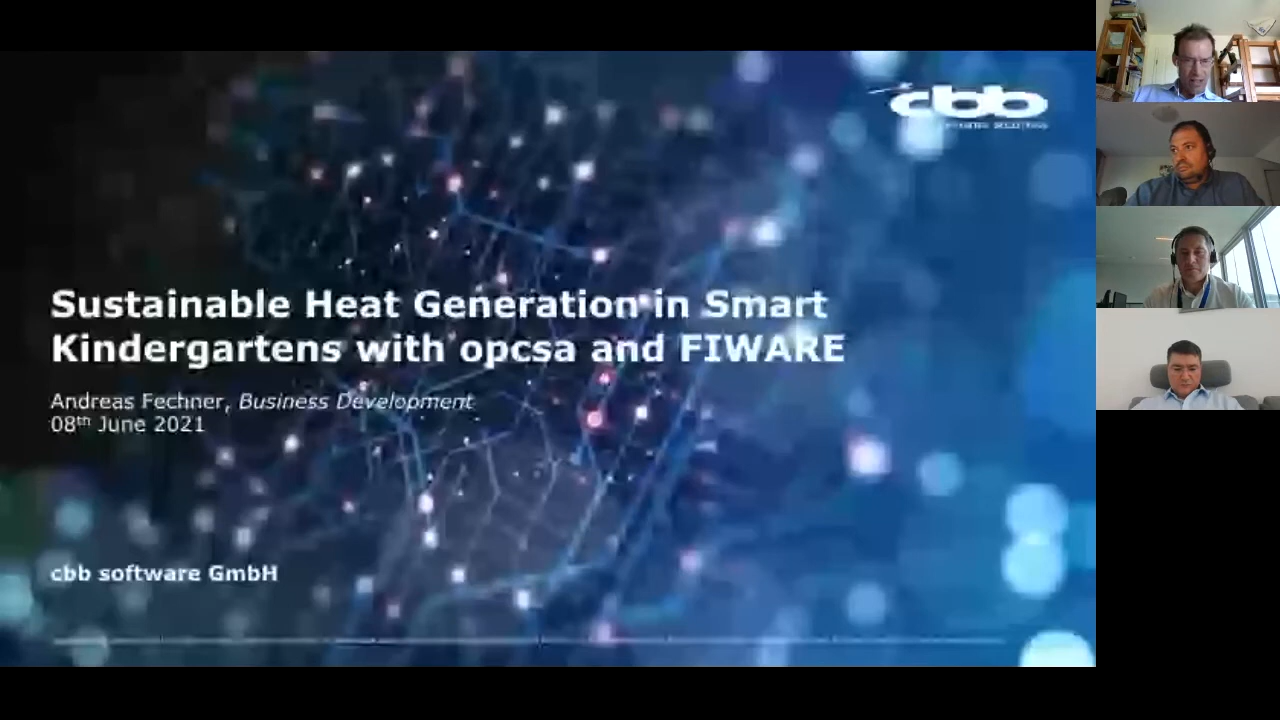 cbb
Sustainable Heat Generation in Smart
Kindergartens with opcsa and FIWARE
Andreas Fechner, Business Development
08th June 2021
cbb software GmbH